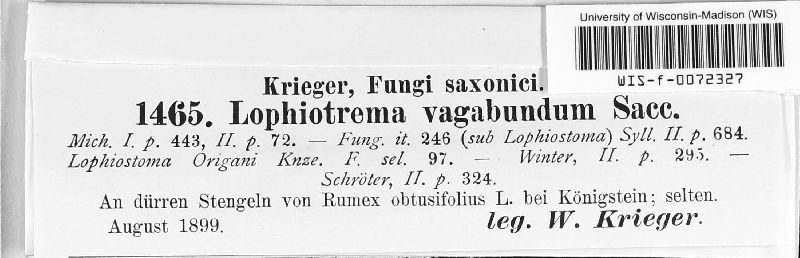 University of Wisconsin-Madison (WIS)
WIS-f-0072327
Krieger, Fungi saxonici.
1465. Lophiotrema vagabundum Sacc.
Mich. I. p. 443, II. p. 72. — Fung. it. 246 (sub Lophiostoma) Syll. II. p. 684.
Lophiostoma Origani Knze. F. sel. 97. — Winter, II. p. 295. —
Schröter, II. p. 324.
An dürren Stengeln von Rumex obtusifolius L. bei Königstein; selten.
August 1899. leg. W. Krieger.